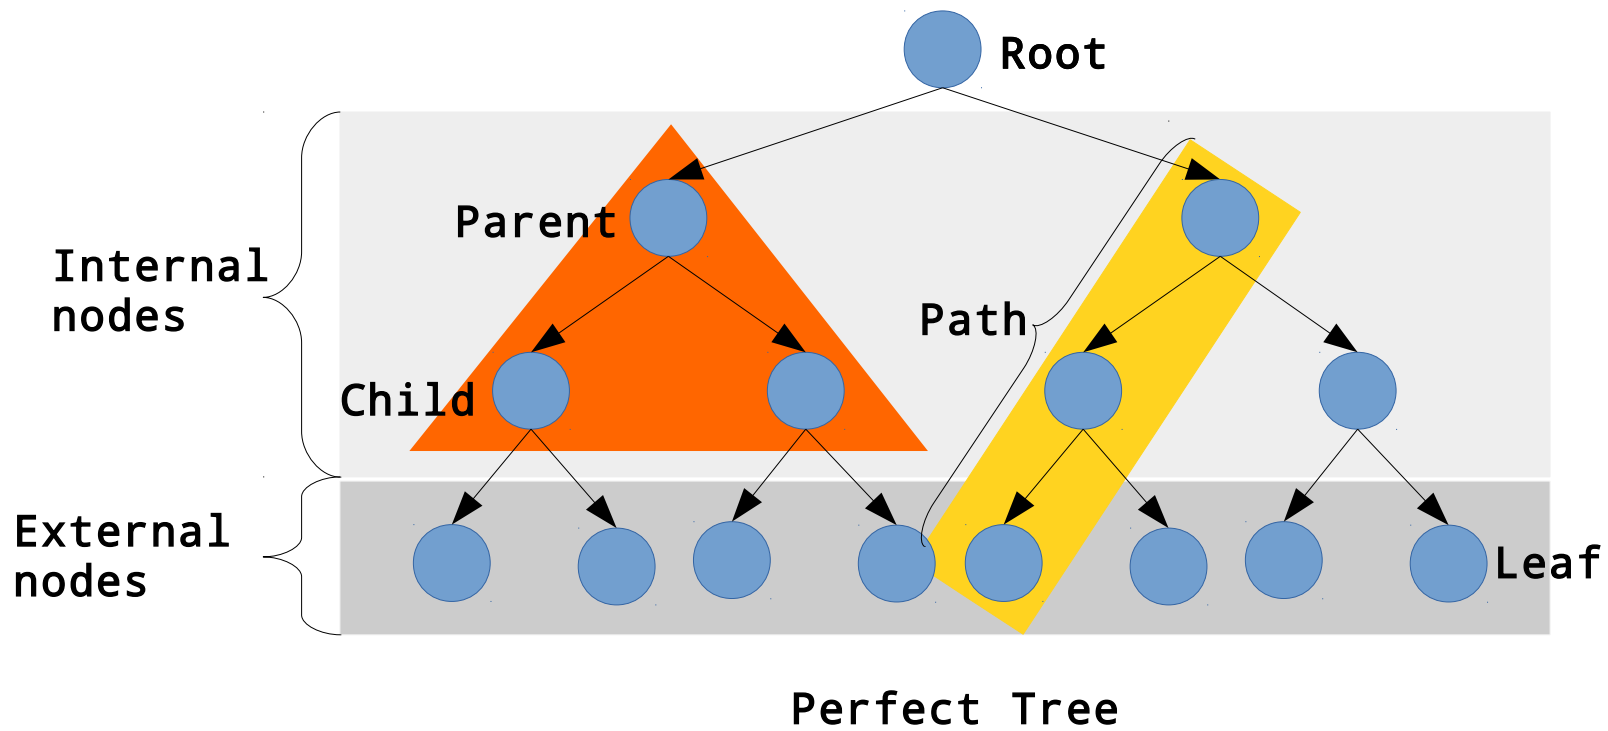 Root
Parent
Internal
nodes
Path
Child
External
nodes
Leaf
Perfect Tree